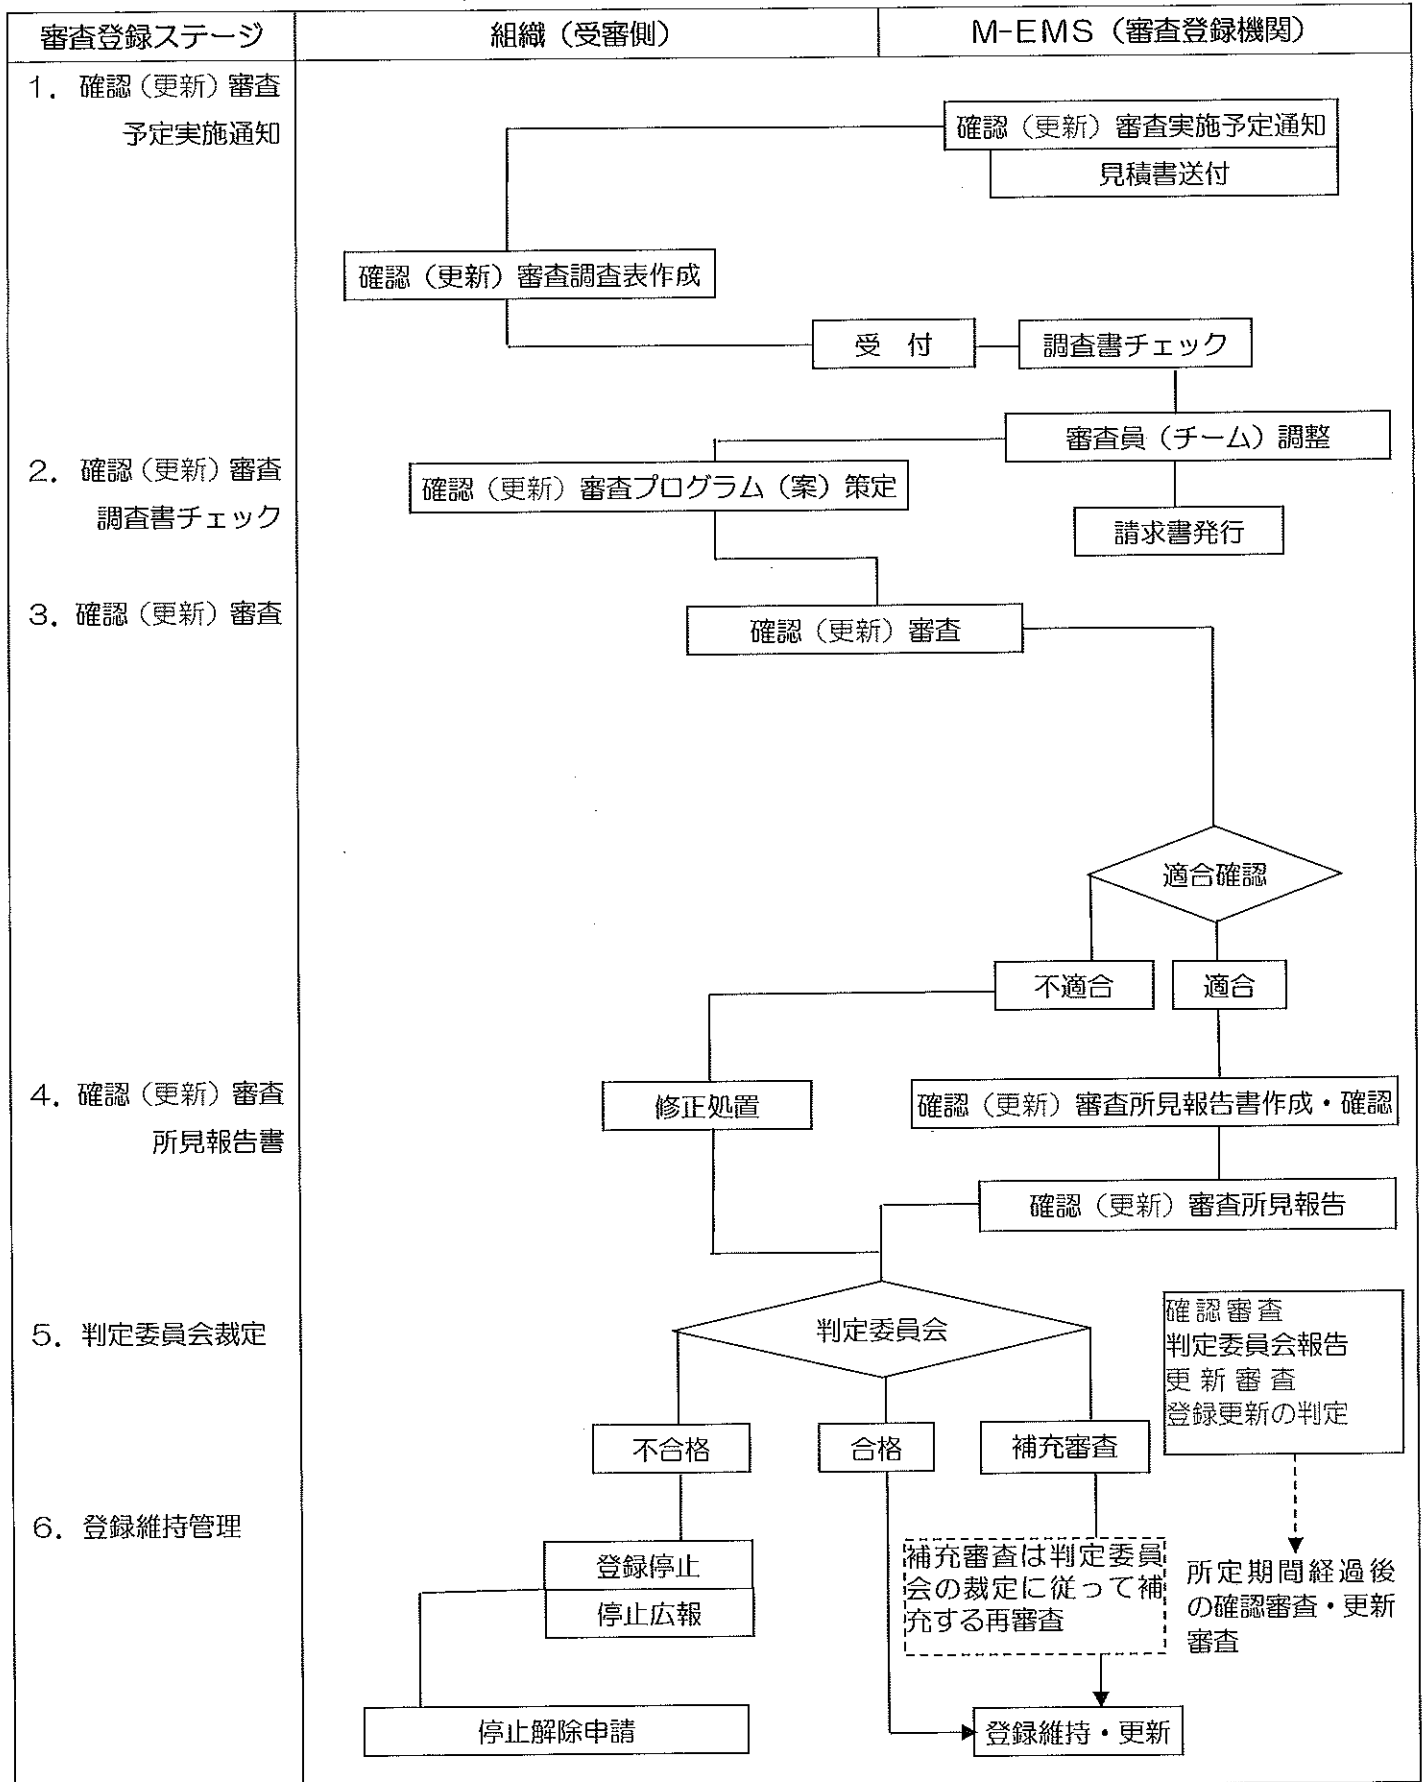 審査登録ステージ
組織（受審側）
M-EMS（審査登録機関）
1．確認（更新）審査
予定実施通知
確認（更新）審査実施予定通知
見積書送付
確認（更新）審査調査表作成
受　付
調査書チェック
審査員（チーム）調整
2．確認（更新）審査
調査書チェック
確認（更新）審査プログラム（案）策定
請求書発行
3．確認（更新）審査
確認（更新）審査
適合確認
不適合
適合
4．確認（更新）審査
所見報告書
修正処置
確認（更新）審査所見報告書作成・確認
確認（更新）審査所見報告
5．判定委員会裁定
判定委員会
確認審査
判定委員会報告
更新審査
登録更新の判定
不合格
合格
補充審査
6．登録維持管理
登録停止
停止広報
補充審査は判定委員
会の裁定に従って補
充する再審査
所定期間経過後
の確認審査・更新
審査
停止解除申請
登録維持・更新